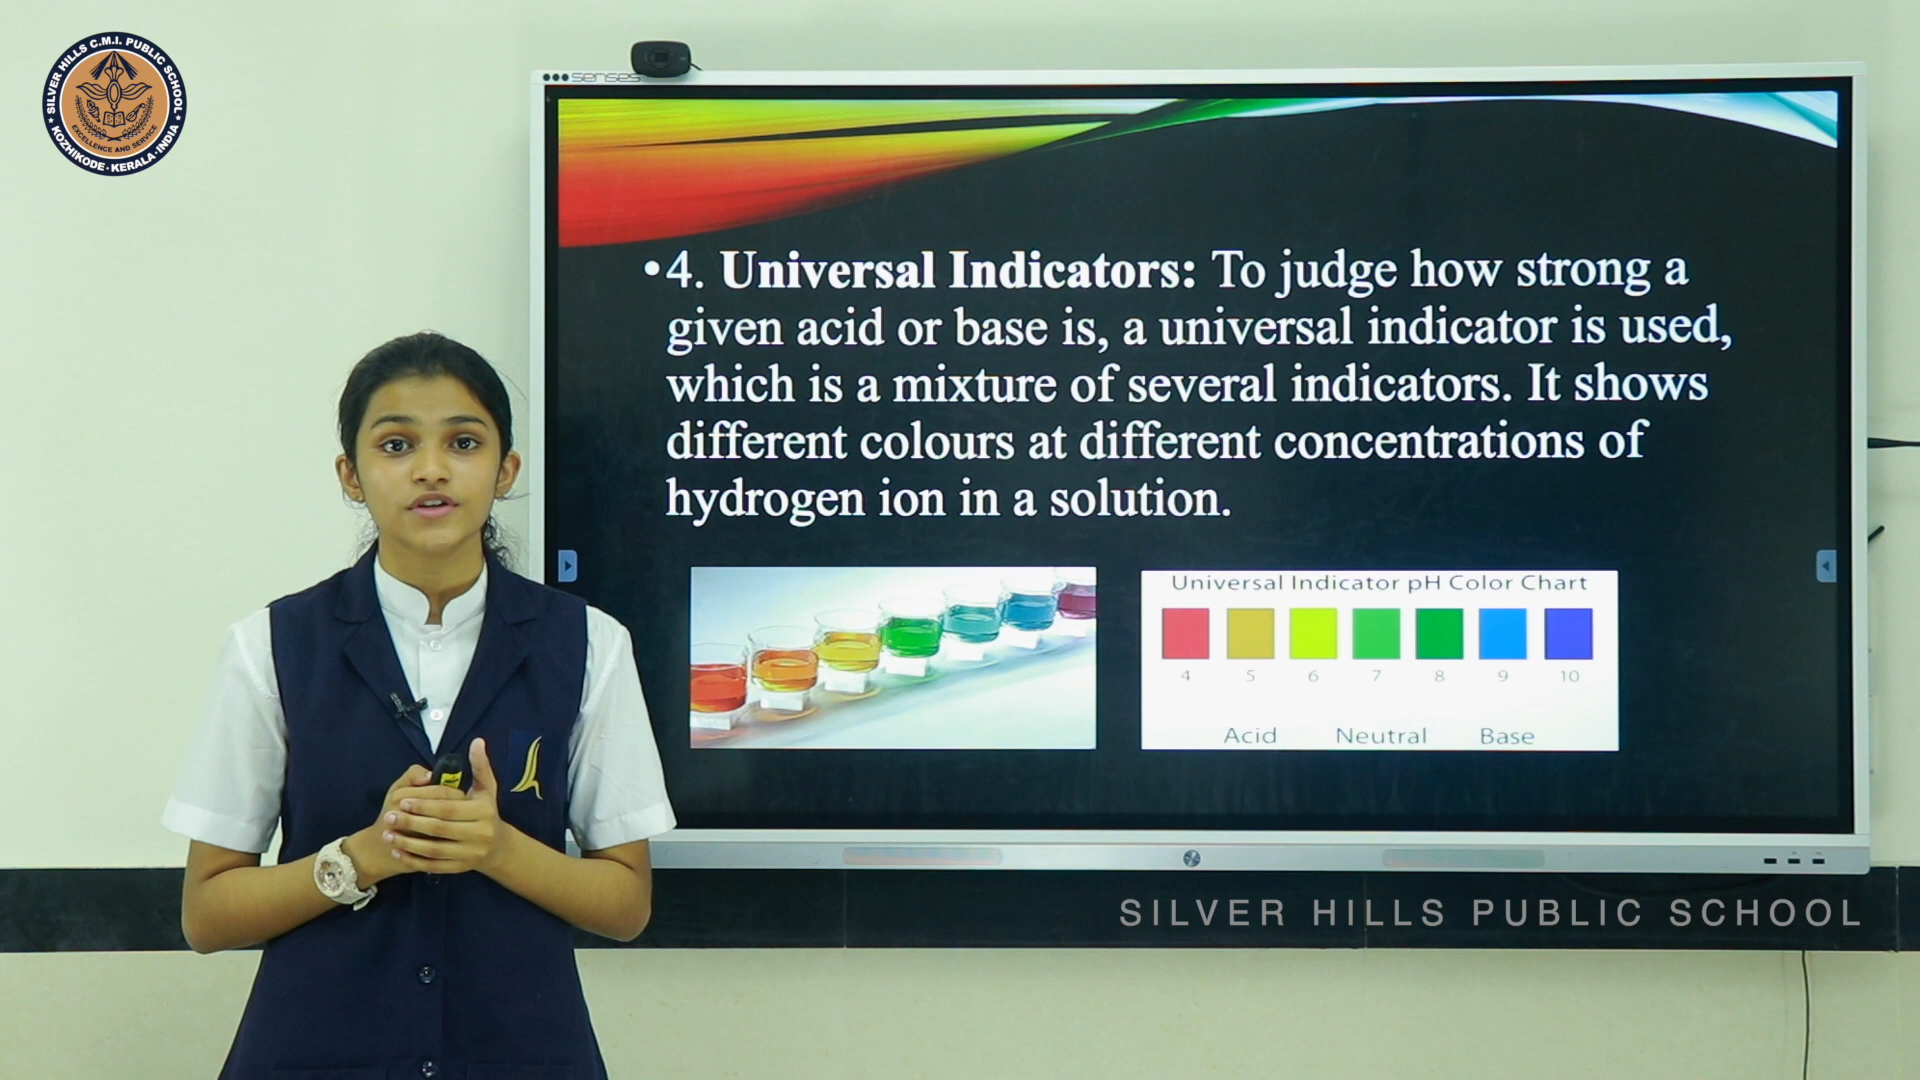 SILVER HILLS C.M.I. PUBLIC SCHOOL
EXCELLENCE AND SERVICE
KOZHIKODE · KERALA · INDIA
senses
•4. Universal Indicators: To judge how strong a
given acid or base is, a universal indicator is used,
which is a mixture of several indicators. It shows
different colours at different concentrations of
hydrogen ion in a solution.
Universal Indicator pH Color Chart
4 5 6 7 8 9 10
Acid Neutral Base
SILVER HILLS PUBLIC SCHOOL